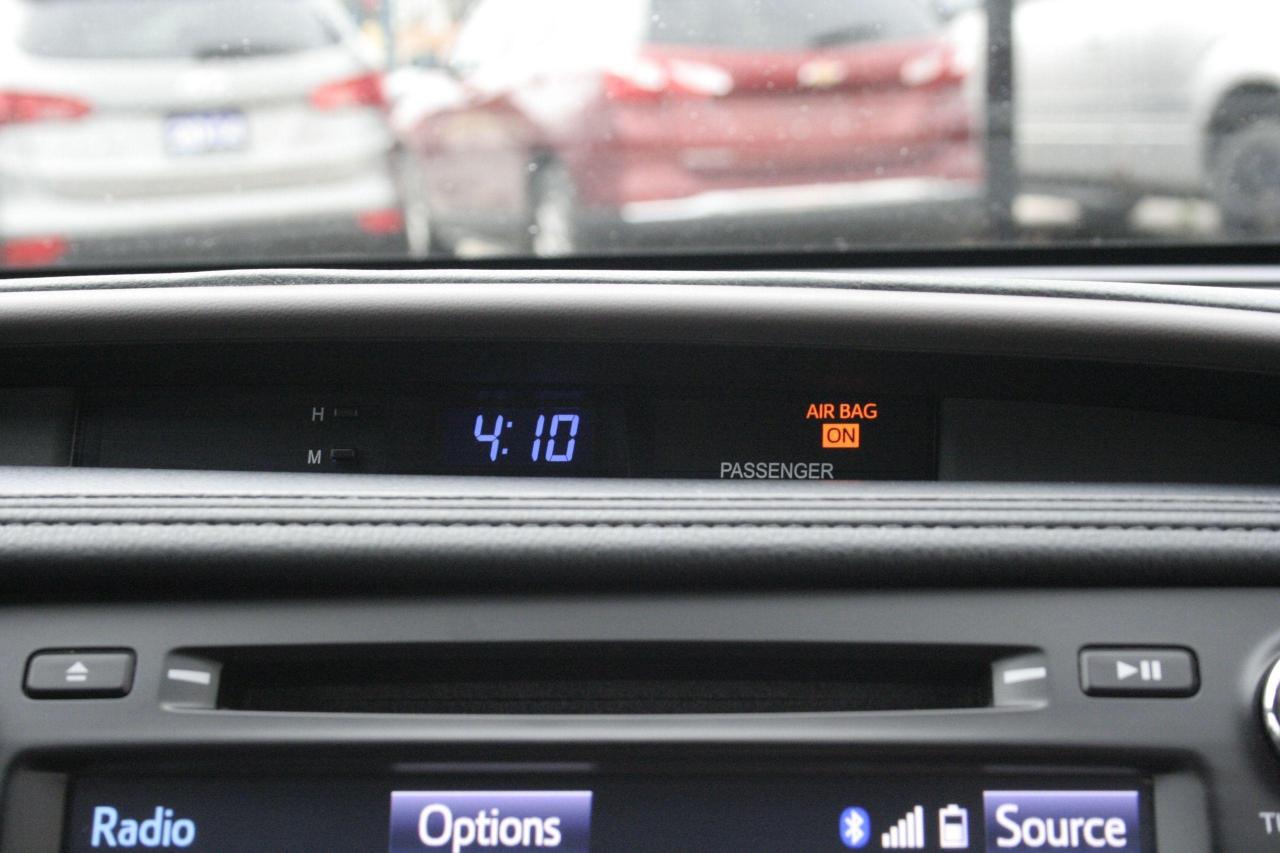 H
4:10
AIR BAG
ON
M
PASSENGER
Radio
Options
Source